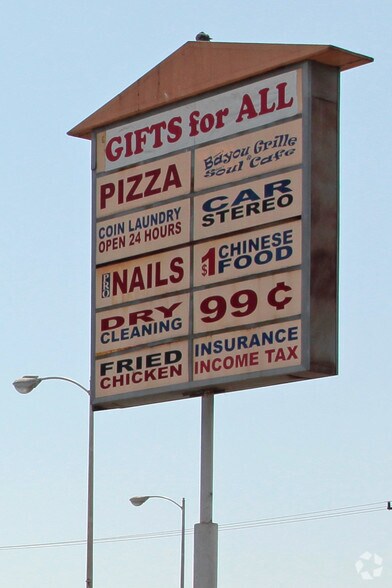 GIFTS for ALL
PIZZA
Bayou Grille
& Soul Cafe
COIN LAUNDRY
OPEN 24 HOURS
CAR
STEREO
NAILS
$1 CHINESE
FOOD
DRY
CLEANING
99¢
FRIED
CHICKEN
INSURANCE
INCOME TAX